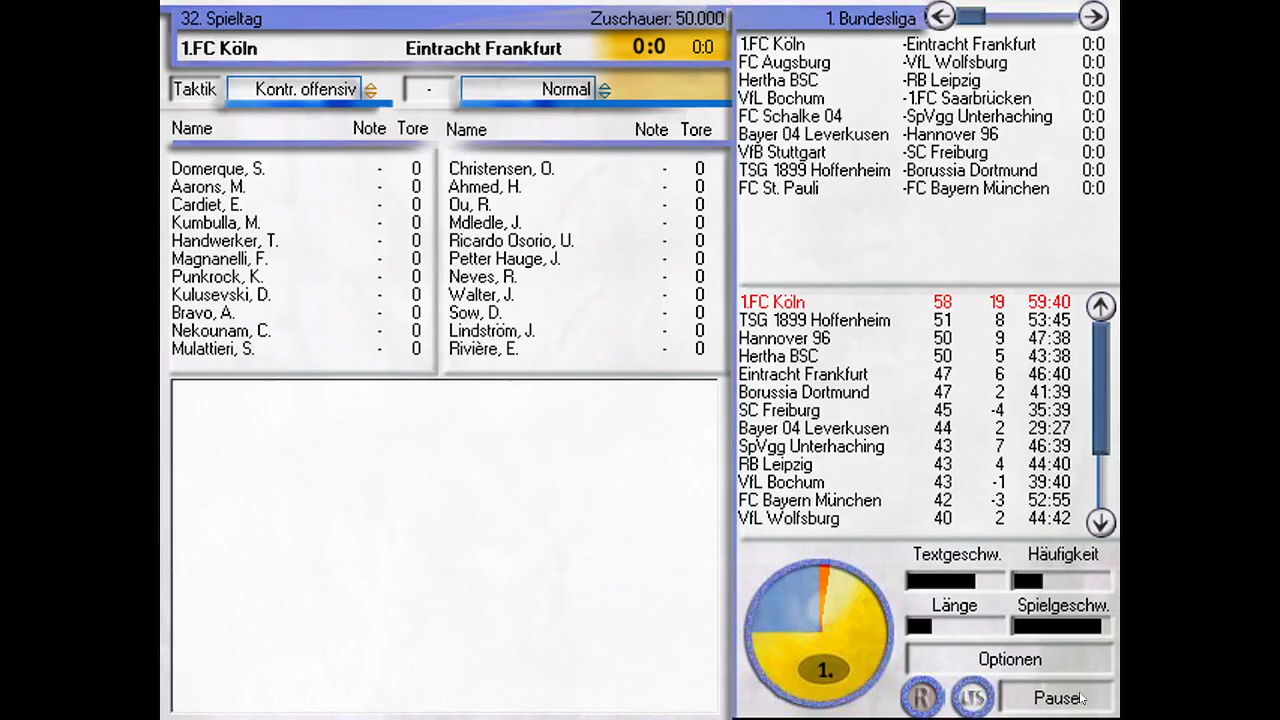 32. Spieltag Zuschauer: 50.000
1.FC Köln Eintracht Frankfurt 0:0 0:0
Taktik Kontr. offensiv - Normal
Name Note Tore Name Note Tore
Domerque, S. - 0 Christensen, O. - 0
Aarons, M. - 0 Ahmed, H. - 0
Cardiet, E. - 0 Ou, R. - 0
Kumbulla, M. - 0 Mdledle, J. - 0
Handwerker, T. - 0 Ricardo Osorio, U. - 0
Magnanelli, F. - 0 Petter Hauge, J. - 0
Punkrock, K. - 0 Neves, R. - 0
Kulusevski, D. - 0 Walter, J. - 0
Bravo, A. - 0 Sow, D. - 0
Nekounam, C. - 0 Lindström, J. - 0
Mulattieri, S. - 0 Rivière, E. - 0
1. Bundesliga
1.FC Köln -Eintracht Frankfurt 0:0
FC Augsburg -VfL Wolfsburg 0:0
Hertha BSC -RB Leipzig 0:0
VfL Bochum -1.FC Saarbrücken 0:0
FC Schalke 04 -SpVgg Unterhaching 0:0
Bayer 04 Leverkusen -Hannover 96 0:0
VfB Stuttgart -SC Freiburg 0:0
TSG 1899 Hoffenheim -Borussia Dortmund 0:0
FC St. Pauli -FC Bayern München 0:0
1.FC Köln 58 19 59:40
TSG 1899 Hoffenheim 51 8 53:45
Hannover 96 50 9 47:38
Hertha BSC 50 5 43:38
Eintracht Frankfurt 47 6 46:40
Borussia Dortmund 47 2 41:39
SC Freiburg 45 -4 35:39
Bayer 04 Leverkusen 44 2 29:27
SpVgg Unterhaching 43 7 46:39
RB Leipzig 43 4 44:40
VfL Bochum 43 -1 39:40
FC Bayern München 42 -3 52:55
VfL Wolfsburg 40 2 44:42
Textgeschw. Häufigkeit
Länge Spielgeschw.
1.
Optionen
R LTS Pause